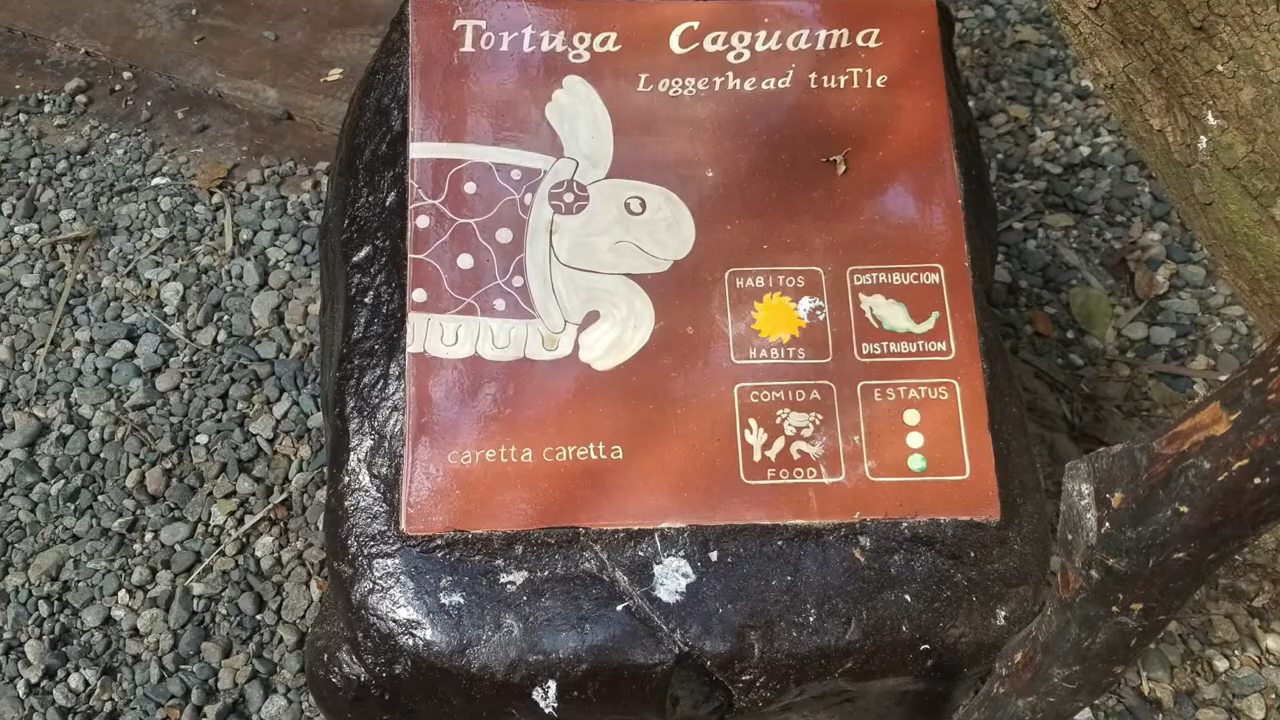 Tortuga Caguama
Loggerhead turTle
HABITOS
HABITS
DISTRIBUCION
DISTRIBUTION
COMIDA
FOOD
ESTATUS
caretta caretta